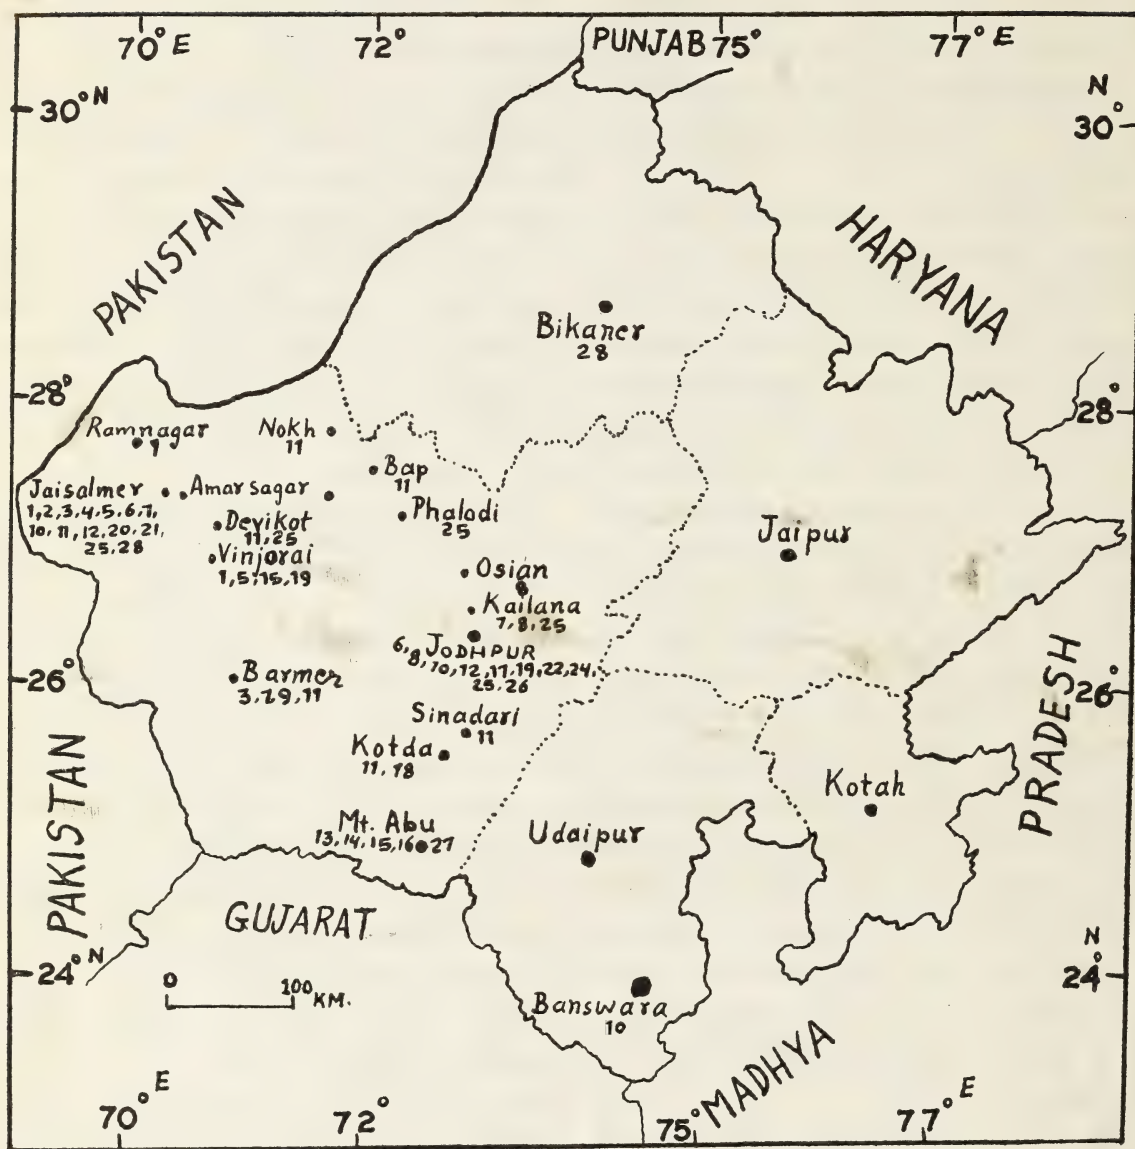 70°E 72° PUNJAB 75° 77°E
30°N
N
30°
PAKISTAN
HARYANA
Bikaner
28
28°
28°
Ramnagar
9
Nokh
11
Bap
11
Jaisalmer
1,2,3,4,5,6,7,
10,11,12,20,21,
25,28
Amar sagar
Devikot
11,25
Phalodi
25
Vinjorai
1,5,15,19
Jaipur
Osian
8
Kailana
7,8,25
JODHPUR
6,8,10,12,17,19,22,24,
25,26
26°
26°
Barmer
3,29,11
Sinadari
11
Kotda
11,18
Kotah
PRADESH
Mt. Abu
13,14,15,16 27
Udaipur
PAKISTAN
GUJARAT
24°N
N
24°
0 100 KM.
Banswara
10
MADHYA
70°E 72° 75° 77°E